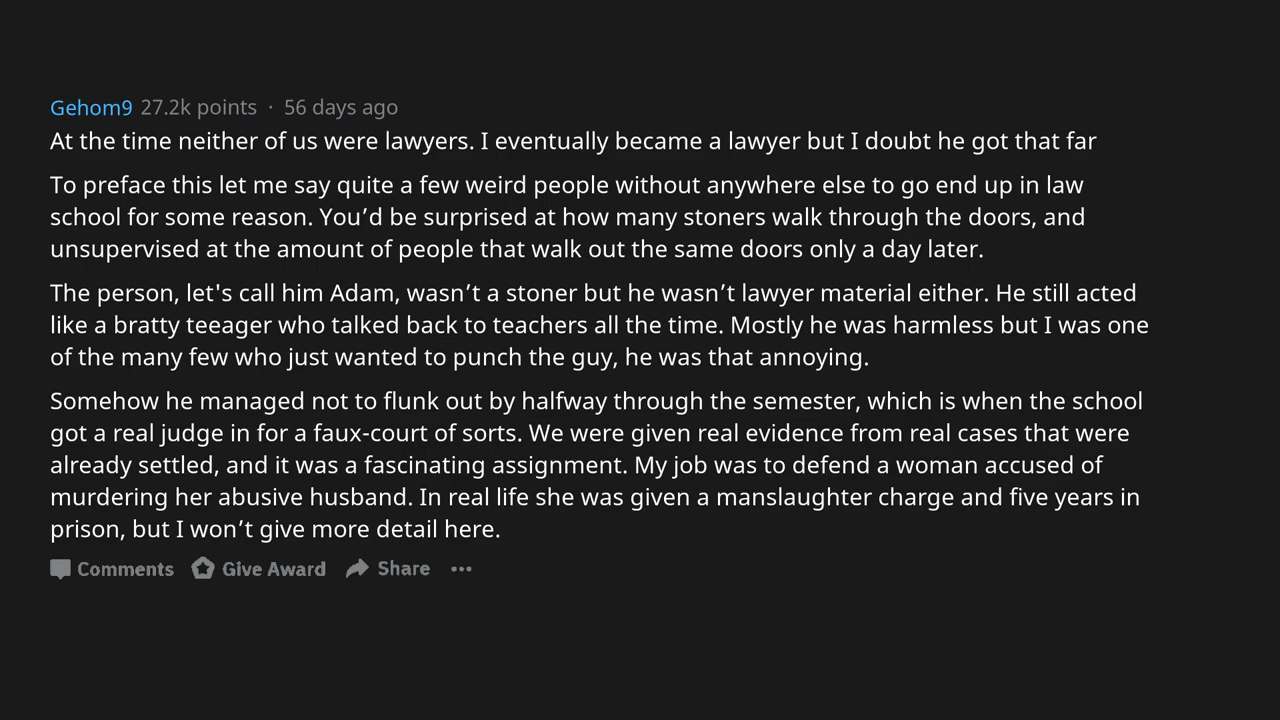 Gehom9 27.2k points · 56 days ago
At the time neither of us were lawyers. I eventually became a lawyer but I doubt he got that far
To preface this let me say quite a few weird people without anywhere else to go end up in law
school for some reason. You’d be surprised at how many stoners walk through the doors, and
unsupervised at the amount of people that walk out the same doors only a day later.
The person, let's call him Adam, wasn’t a stoner but he wasn’t lawyer material either. He still acted
like a bratty teeager who talked back to teachers all the time. Mostly he was harmless but I was one
of the many few who just wanted to punch the guy, he was that annoying.
Somehow he managed not to flunk out by halfway through the semester, which is when the school
got a real judge in for a faux-court of sorts. We were given real evidence from real cases that were
already settled, and it was a fascinating assignment. My job was to defend a woman accused of
murdering her abusive husband. In real life she was given a manslaughter charge and five years in
prison, but I won’t give more detail here.
Comments Give Award Share ···